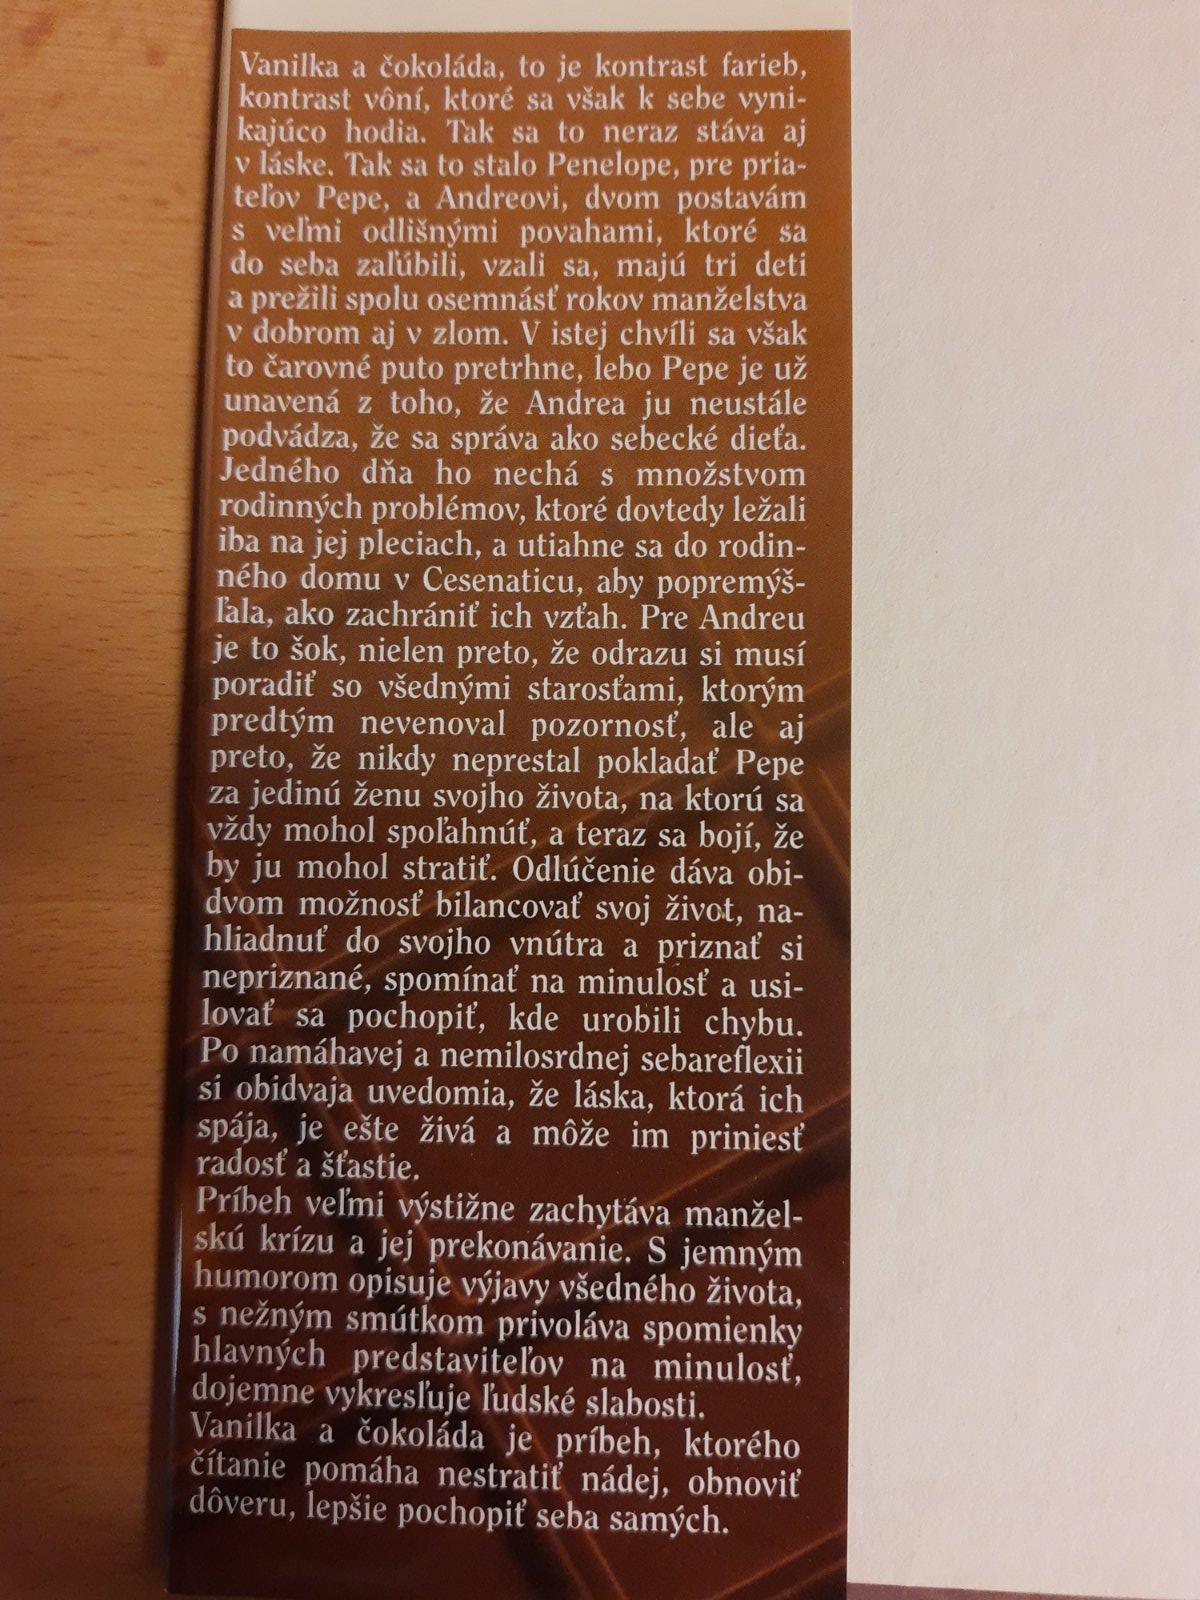 Vanilka a čokoláda, to je kontrast farieb,
kontrast vôní, ktoré sa však k sebe vyni-
kajúco hodia. Tak sa to neraz stáva aj
v láske. Tak sa to stalo Penelope, pre pria-
teľov Pepe, a Andreovi, dvom postavám
s veľmi odlišnými povahami, ktoré sa
do seba zaľúbili, vzali sa, majú tri deti
a prežili spolu osemnásť rokov manželstva
v dobrom aj v zlom. V istej chvíli sa však
to čarovné puto pretrhne, lebo Pepe je už
unavená z toho, že Andrea ju neustále
podvádza, že sa správa ako sebecké dieťa.
Jedného dňa ho nechá s množstvom
rodinných problémov, ktoré dovtedy ležali
iba na jej pleciach, a utiahne sa do rodin-
ného domu v Cesenaticu, aby popremýš-
ľala, ako zachrániť ich vzťah. Pre Andreu
je to šok, nielen preto, že odrazu si musí
poradiť so všednými starosťami, ktorým
predtým nevenoval pozornosť, ale aj
preto, že nikdy neprestal pokladať Pepe
za jedinú ženu svojho života, na ktorú sa
vždy mohol spoľahnúť, a teraz sa bojí, že
by ju mohol stratiť. Odlúčenie dáva obi-
dvom možnosť bilancovať svoj život, na-
hliadnuť do svojho vnútra a priznať si
nepriznané, spomínať na minulosť a usi-
lovať sa pochopiť, kde urobili chybu.
Po namáhavej a nemilosrdnej sebareflexii
si obidvaja uvedomia, že láska, ktorá ich
spája, je ešte živá a môže im priniesť
radosť a šťastie.
Príbeh veľmi výstižne zachytáva manžel-
skú krízu a jej prekonávanie. S jemným
humorom opisuje výjavy všedného života,
s nežným smútkom privoláva spomienky
hlavných predstaviteľov na minulosť,
dojemne vykresľuje ľudské slabosti.
Vanilka a čokoláda je príbeh, ktorého
čítanie pomáha nestratiť nádej, obnoviť
dôveru, lepšie pochopiť seba samých.